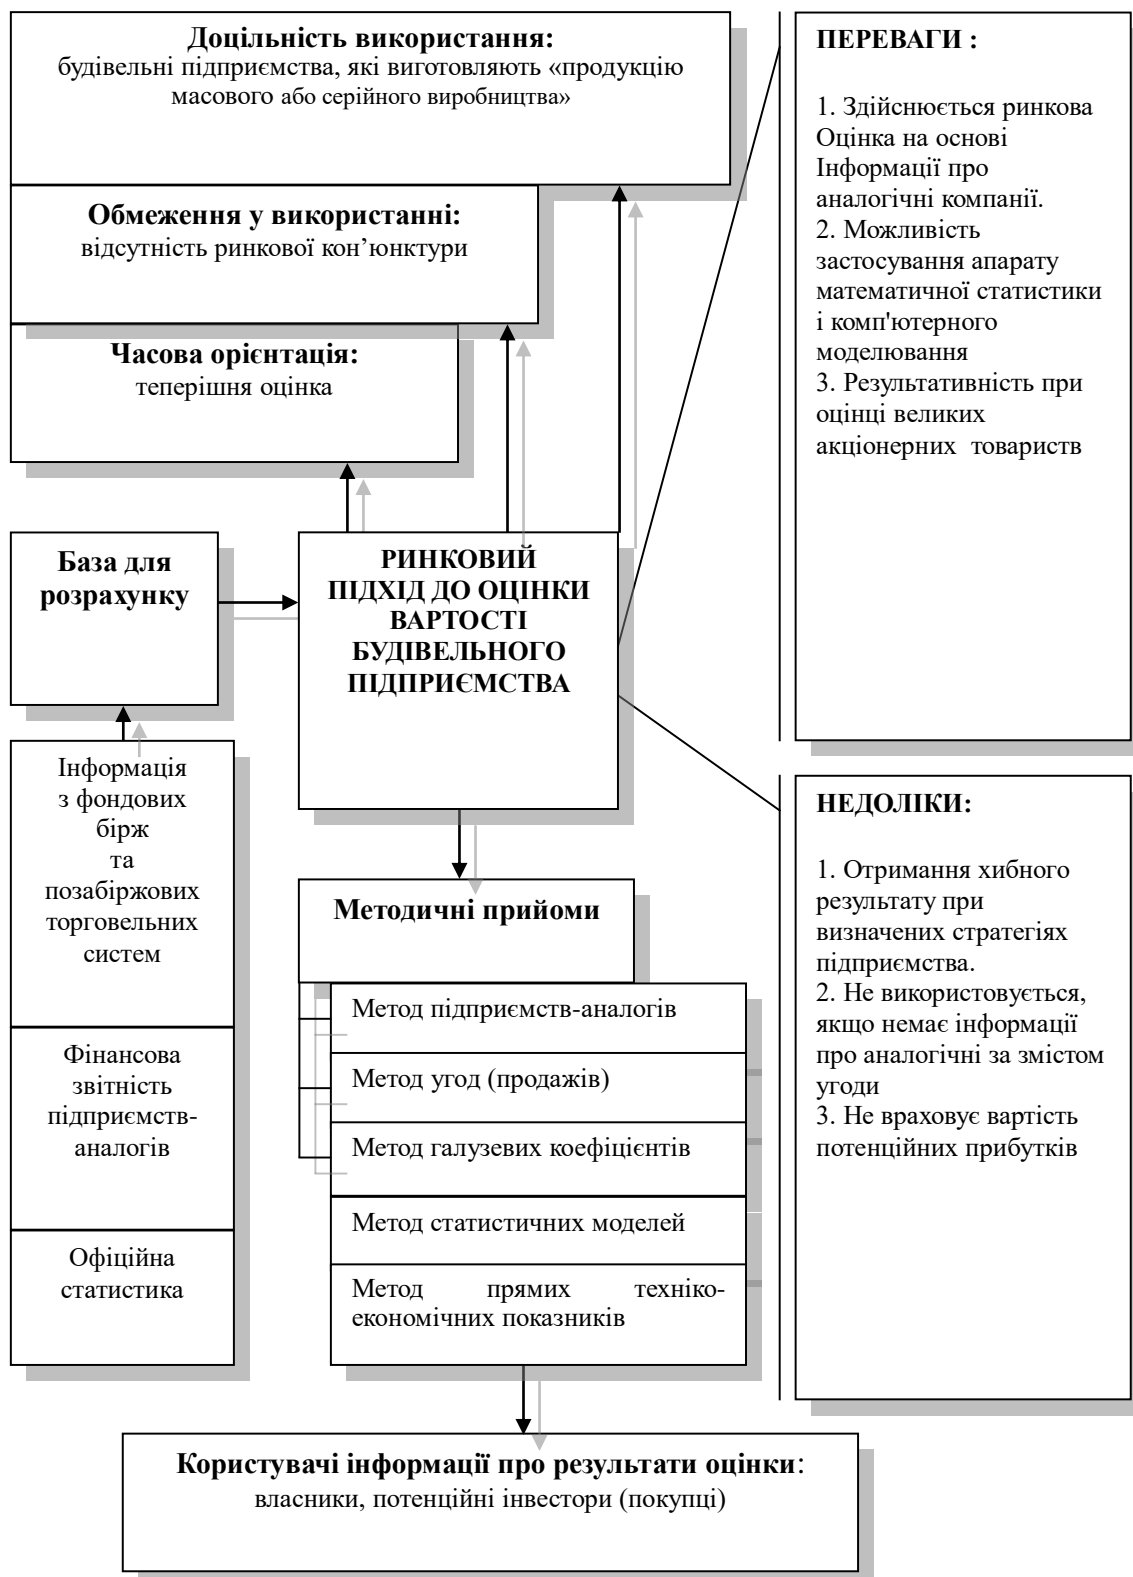 Доцільність використання:
будівельні підприємства, які виготовляють «продукцію
масового або серійного виробництва»
Обмеження у використанні:
відсутність ринкової кон’юнктури
Часова орієнтація:
теперішня оцінка
База для
розрахунку
РИНКОВИЙ
ПІДХІД ДО ОЦІНКИ
ВАРТОСТІ
БУДІВЕЛЬНОГО
ПІДПРИЄМСТВА
Інформація
з фондових
бірж
та
позабіржових
торговельних
систем
Фінансова
звітність
підприємств-
аналогів
Офіційна
статистика
Методичні прийоми
Метод підприємств-аналогів
Метод угод (продажів)
Метод галузевих коефіцієнтів
Метод статистичних моделей
Метод прямих техніко-
економічних показників
Користувачі інформації про результати оцінки:
власники, потенційні інвестори (покупці)
ПЕРЕВАГИ :
1. Здійснюється ринкова
Оцінка на основі
Інформації про
аналогічні компанії.
2. Можливість
застосування апарату
математичної статистики
і комп'ютерного
моделювання
3. Результативність при
оцінці великих
акціонерних товариств
НЕДОЛІКИ:
1. Отримання хибного
результату при
визначених стратегіях
підприємства.
2. Не використовується,
якщо немає інформації
про аналогічні за змістом
угоди
3. Не враховує вартість
потенційних прибутків